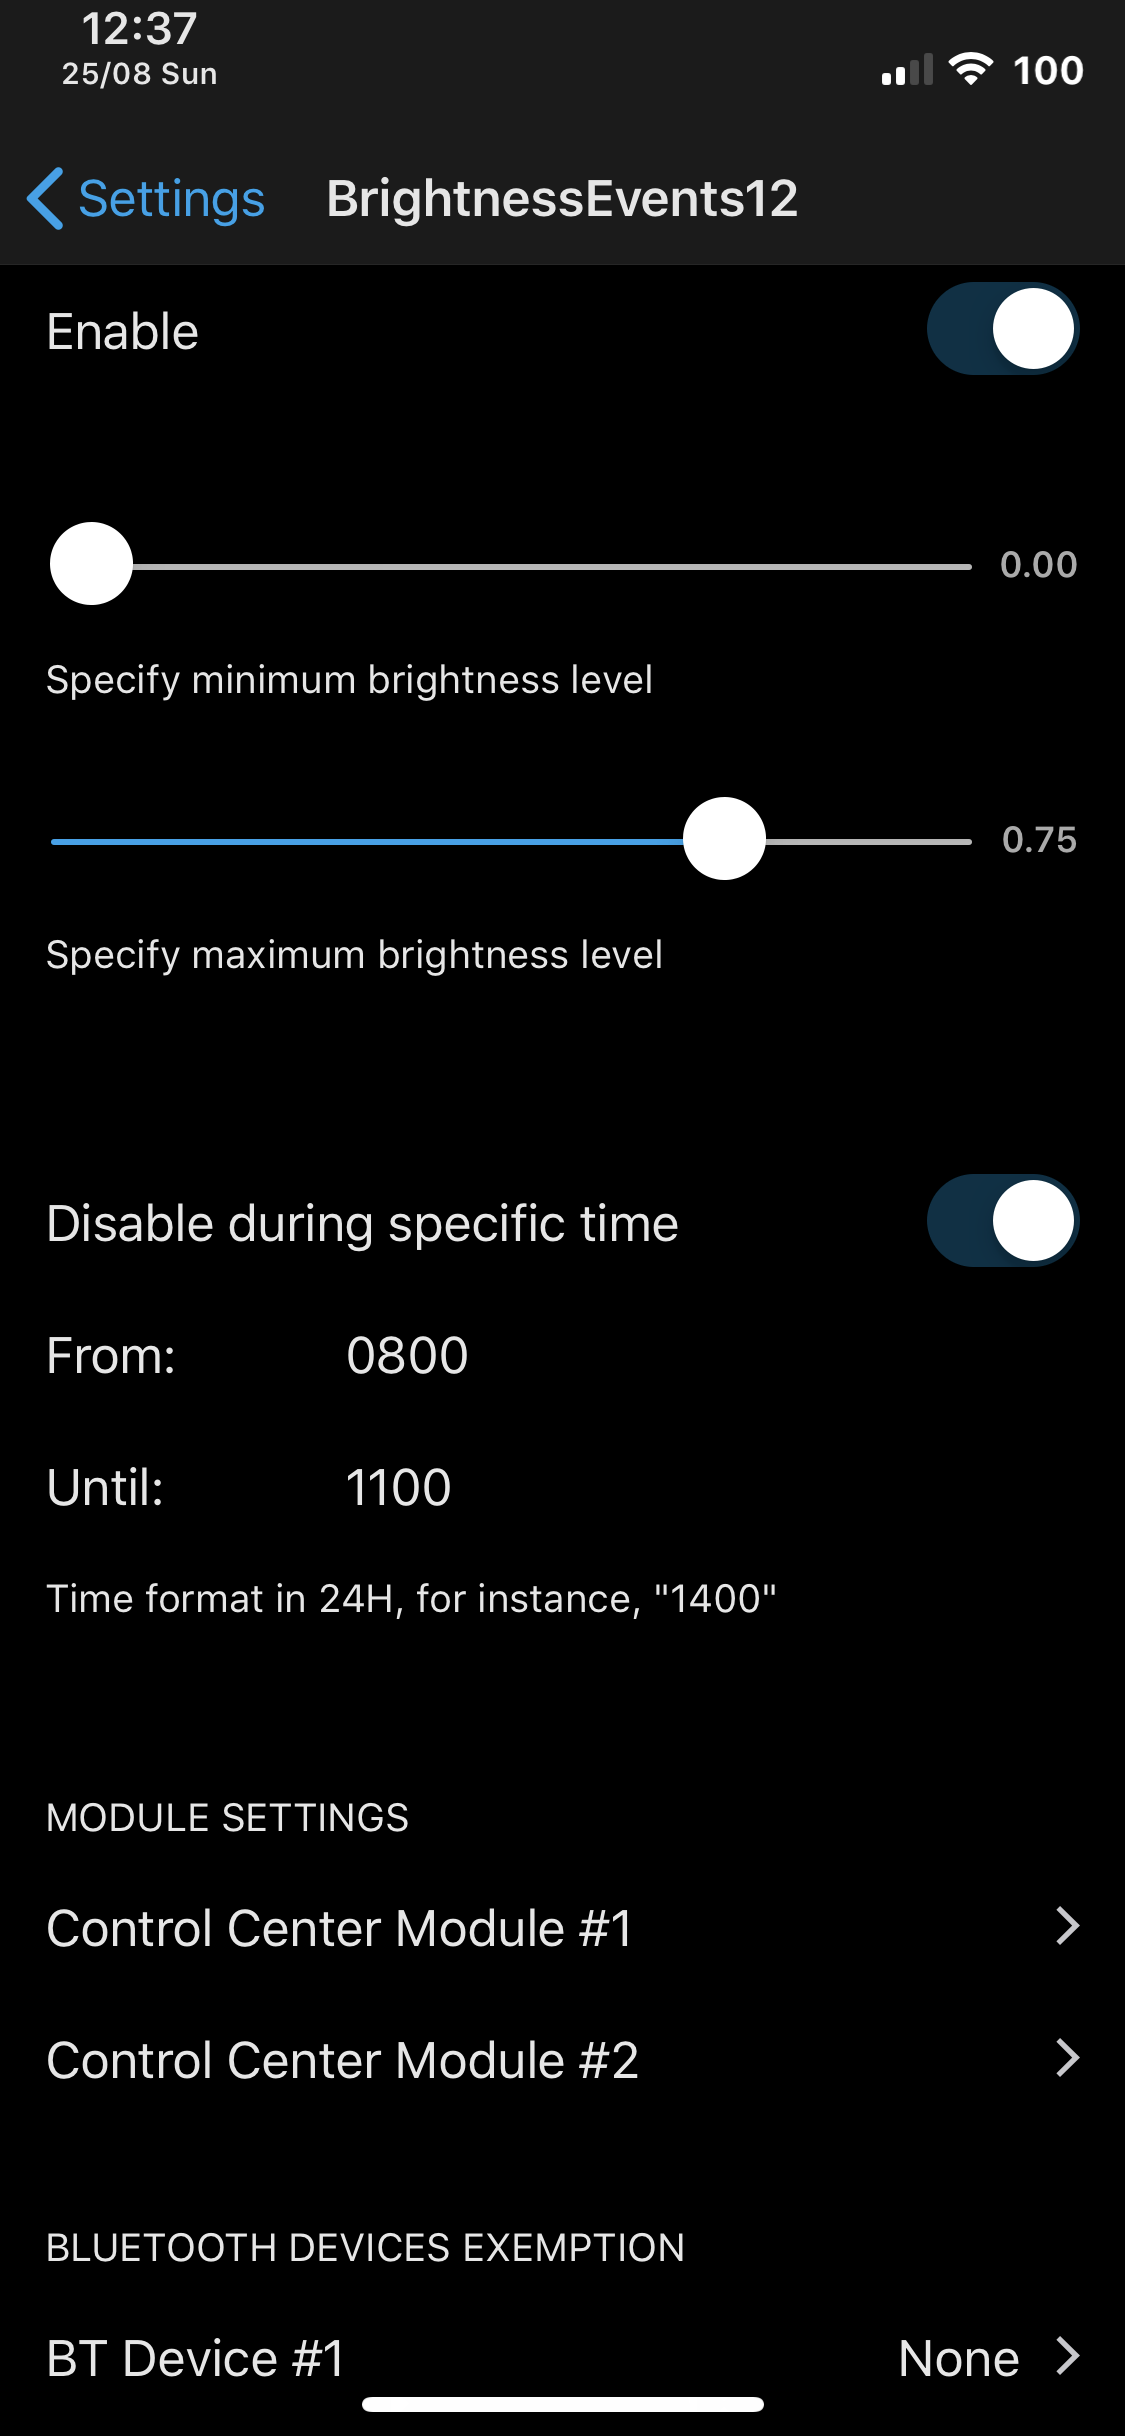 12:37
25/08 Sun
100
Settings
BrightnessEvents12
Enable
0.00
Specify minimum brightness level
0.75
Specify maximum brightness level
Disable during specific time
From: 0800
Until: 1100
Time format in 24H, for instance, "1400"
MODULE SETTINGS
Control Center Module #1
Control Center Module #2
BLUETOOTH DEVICES EXEMPTION
BT Device #1 None